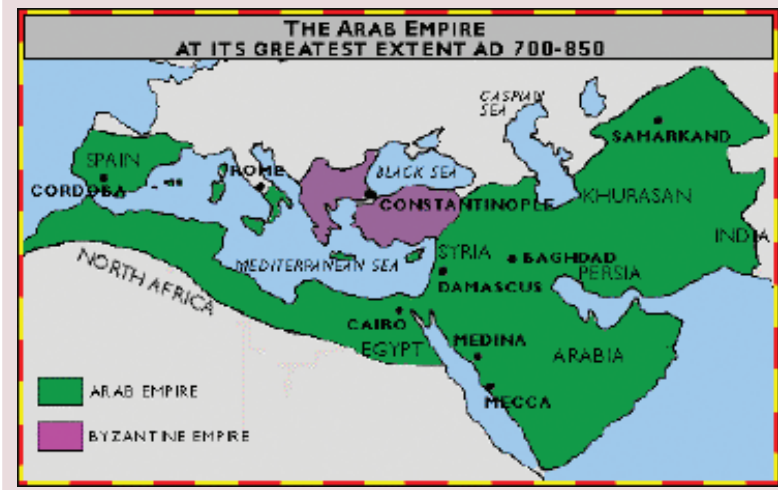 THE ARAB EMPIRE
AT ITS GREATEST EXTENT AD 700-850
CASPIAN
SEA
SAMARKAND
SPAIN
ROME
BLACK SEA
CORDOBA
CONSTANTINOPLE
KHURASAN
INDIA
SYRIA
BAGHDAD
MEDITERRANEAN SEA
PERSIA
NORTH AFRICA
DAMASCUS
CAIRO
MEDINA
EGYPT
ARABIA
MECCA
ARAB EMPIRE
BYZANTINE EMPIRE